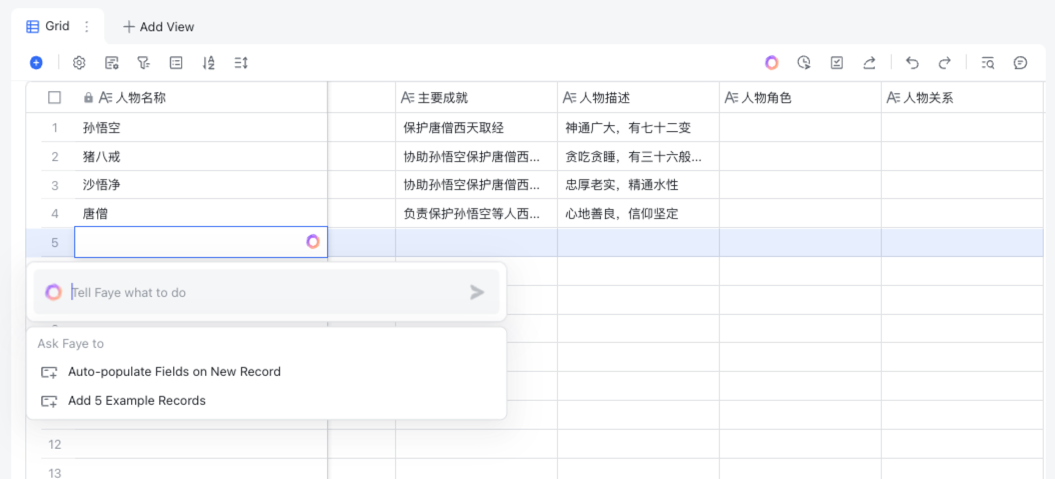 Grid
Add View
人物名称
主要成就
人物描述
人物角色
人物关系
1 孙悟空 保护唐僧西天取经 神通广大，有七十二变
2 猪八戒 协助孙悟空保护唐僧西... 贪吃贪睡，有三十六般...
3 沙悟净 协助孙悟空保护唐僧西... 忠厚老实，精通水性
4 唐僧 负责保护孙悟空等人西... 心地善良，信仰坚定
5
Tell Faye what to do
Ask Faye to
Auto-populate Fields on New Record
Add 5 Example Records
12
13